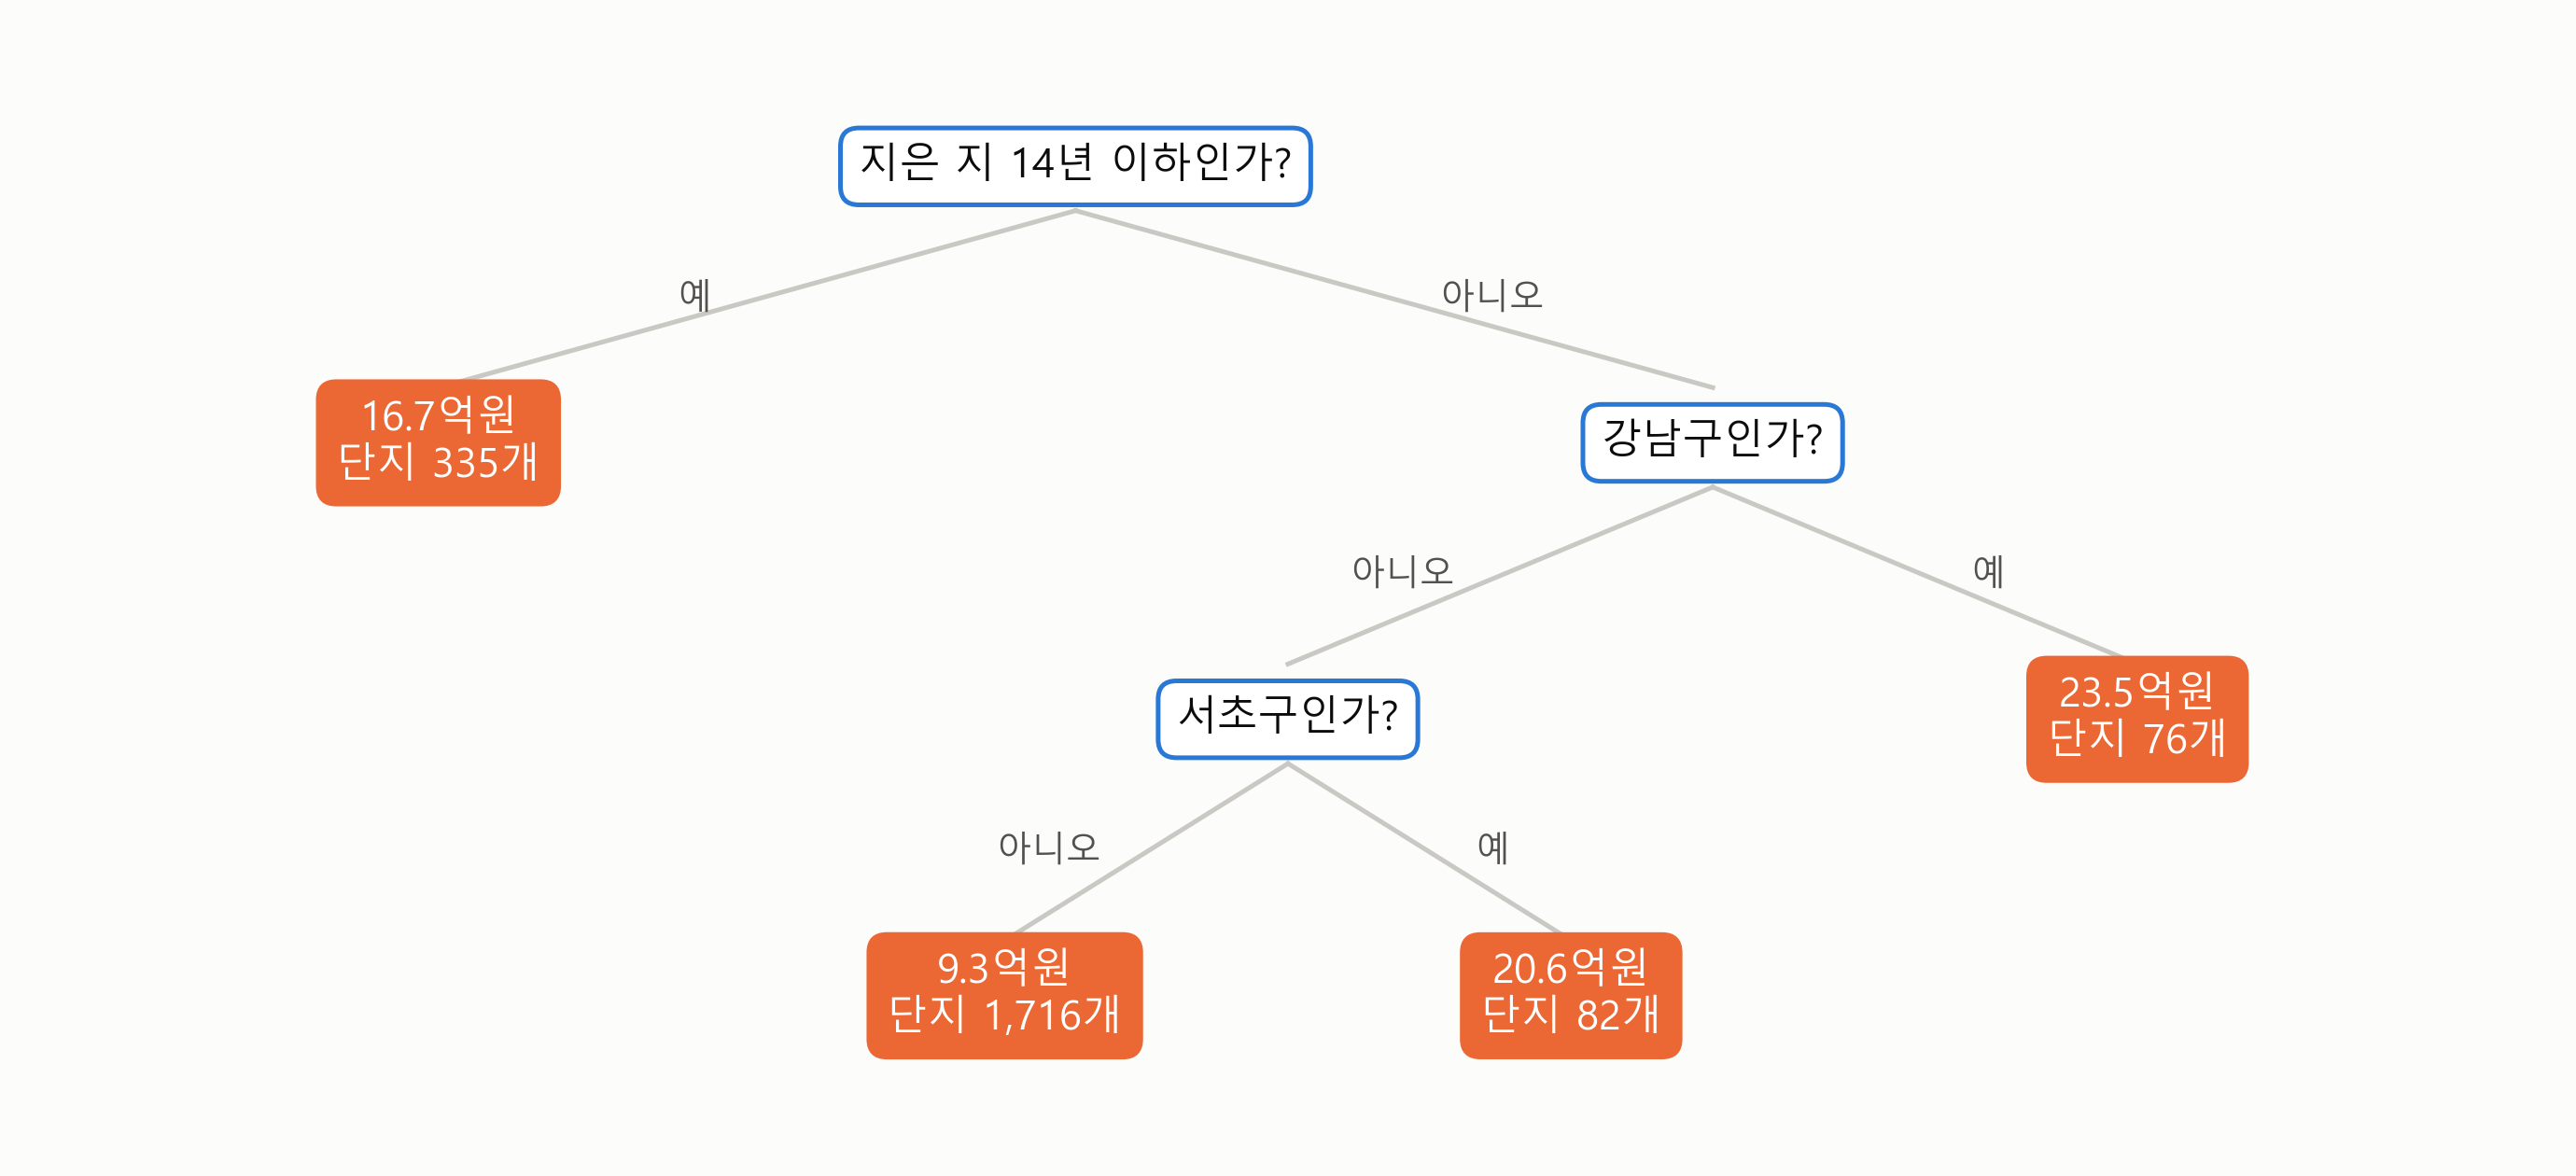 지은 지 14년 이하인가?
예
아니오
16.7억원
단지 335개
강남구인가?
아니오
예
서초구인가?
23.5억원
단지 76개
아니오
예
9.3억원
단지 1,716개
20.6억원
단지 82개